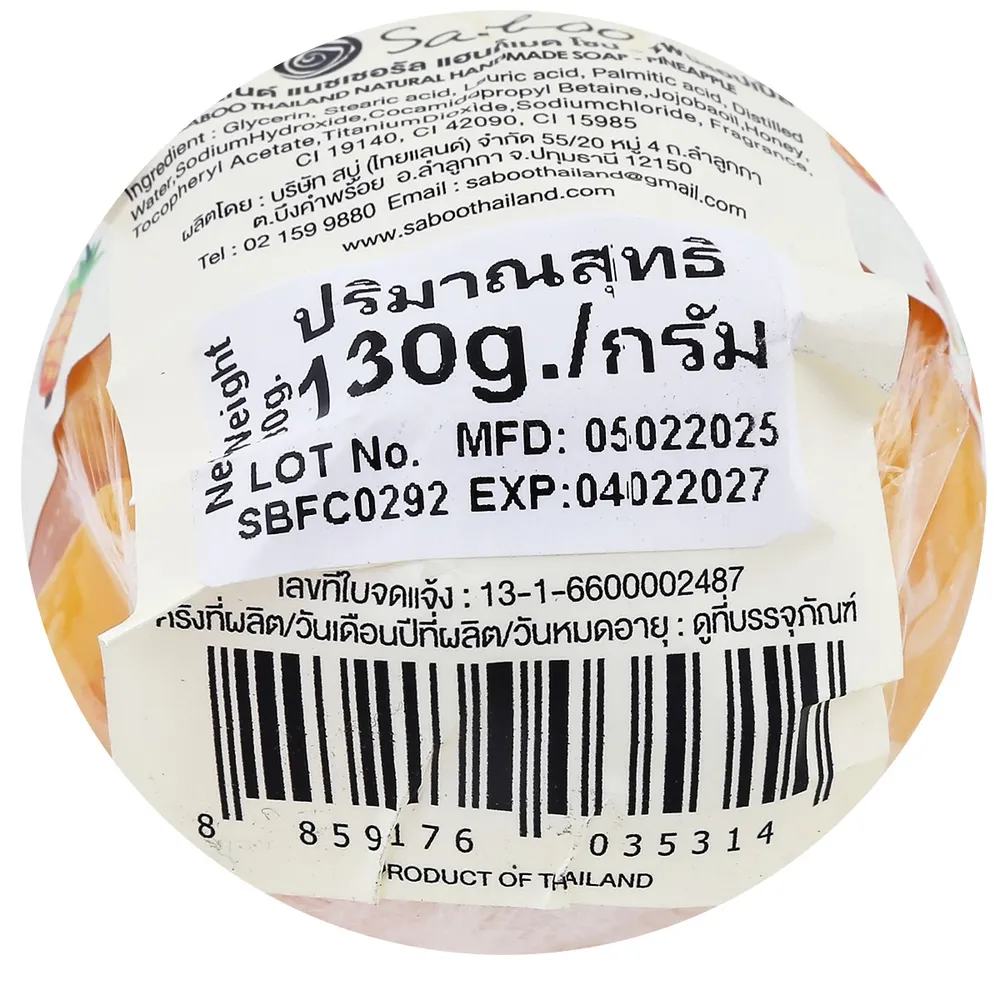 Sa.boo
แฮนด์เมด โซป
SABOO THAILAND NATURAL HANDMADE SOAP - PINEAPPLE
Ingredient : Glycerin, Stearic acid, Lauric acid, Palmitic acid, Distilled
Water,SodiumHydroxide,Cocamidopropyl Betaine,Jojobaoil,Honey,
Tocopheryl Acetate,TitaniumDioxide,Sodiumchloride, Fragrance,
CI 19140, CI 42090, CI 15985
ผลิตโดย : บริษัท สบู่ (ไทยแลนด์) จำกัด 55/20 หมู่ 4 ถ.ลำลูกกา
ต.บึงคำพร้อย อ.ลำลูกกา จ.ปทุมธานี 12150
Tel : 02 159 9880 Email : saboothailand@gmail.com
www.saboothailand.com
ปริมาณสุทธิ
130g./กรัม
Net Weight
LOT No. MFD: 05022025
SBFC0292 EXP:04022027
เลขที่ใบจดแจ้ง : 13-1-6600002487
ครั้งที่ผลิต/วันเดือนปีที่ผลิต/วันหมดอายุ : ดูที่บรรจุภัณฑ์
8 859176 035314
PRODUCT OF THAILAND